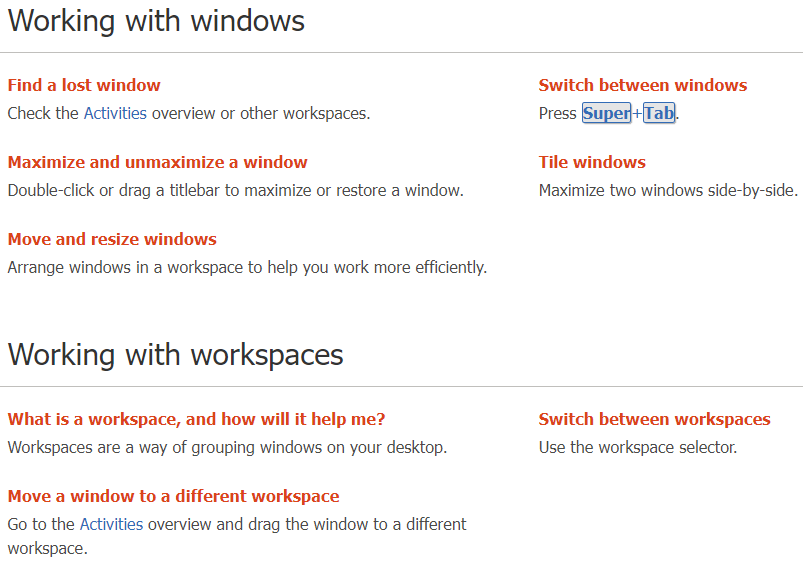 Working with windows
Find a lost window
Check the Activities overview or other workspaces.
Maximize and unmaximize a window
Double-click or drag a titlebar to maximize or restore a window.
Move and resize windows
Arrange windows in a workspace to help you work more efficiently.
Switch between windows
Press Super+Tab.
Tile windows
Maximize two windows side-by-side.
Working with workspaces
What is a workspace, and how will it help me?
Workspaces are a way of grouping windows on your desktop.
Move a window to a different workspace
Go to the Activities overview and drag the window to a different
workspace.
Switch between workspaces
Use the workspace selector.